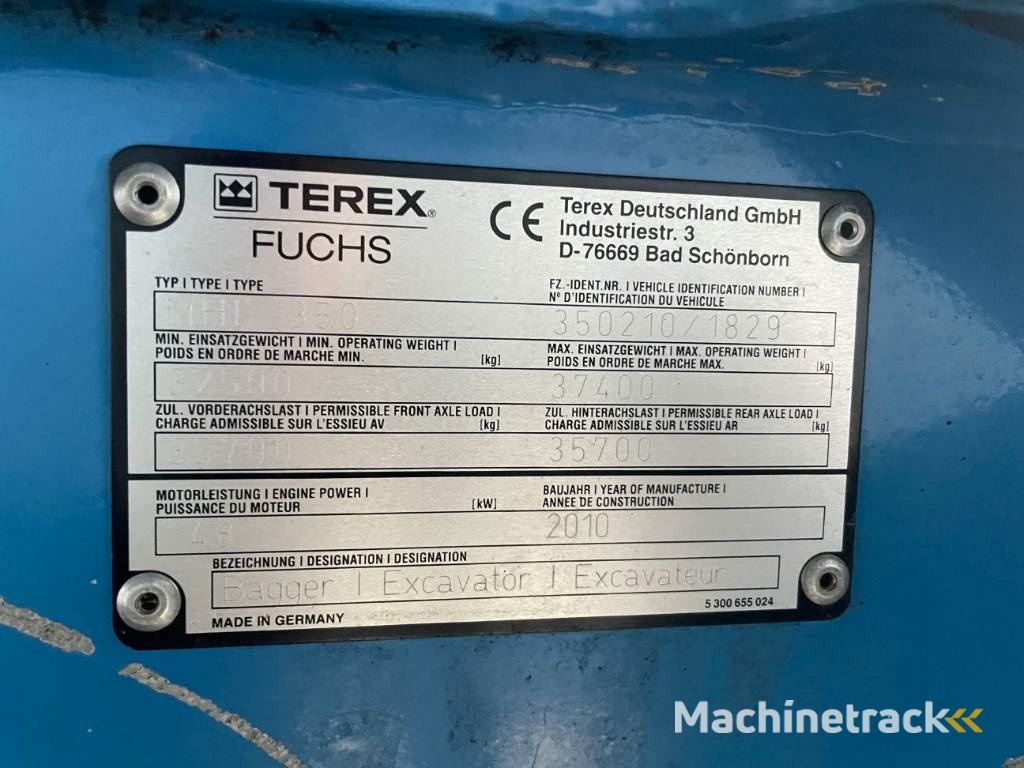 TEREX®
FUCHS
CE
Terex Deutschland GmbH
Industriestr. 3
D-76669 Bad Schönborn
TYP | TYPE | TYPE
MHL 350
FZ.-IDENT.NR. | VEHICLE IDENTIFICATION NUMBER |
N° D'IDENTIFICATION DU VEHICULE
350210/1829
MIN. EINSATZGEWICHT | MIN. OPERATING WEIGHT |
POIDS EN ORDRE DE MARCHE MIN. [kg]
MAX. EINSATZGEWICHT | MAX. OPERATING WEIGHT |
POIDS EN ORDRE DE MARCHE MAX. [kg]
37400
ZUL. VORDERACHSLAST | PERMISSIBLE FRONT AXLE LOAD |
CHARGE ADMISSIBLE SUR L'ESSIEU AV [kg]
ZUL. HINTERACHSLAST | PERMISSIBLE REAR AXLE LOAD |
CHARGE ADMISSIBLE SUR L'ESSIEU AR [kg]
35700
MOTORLEISTUNG | ENGINE POWER |
PUISSANCE DU MOTEUR [kW]
BAUJAHR | YEAR OF MANUFACTURE |
ANNÉE DE CONSTRUCTION
2010
BEZEICHNUNG | DESIGNATION | DESIGNATION
Bagger | Excavator | Excavateur
MADE IN GERMANY
5 300 655 024
Machinetrack